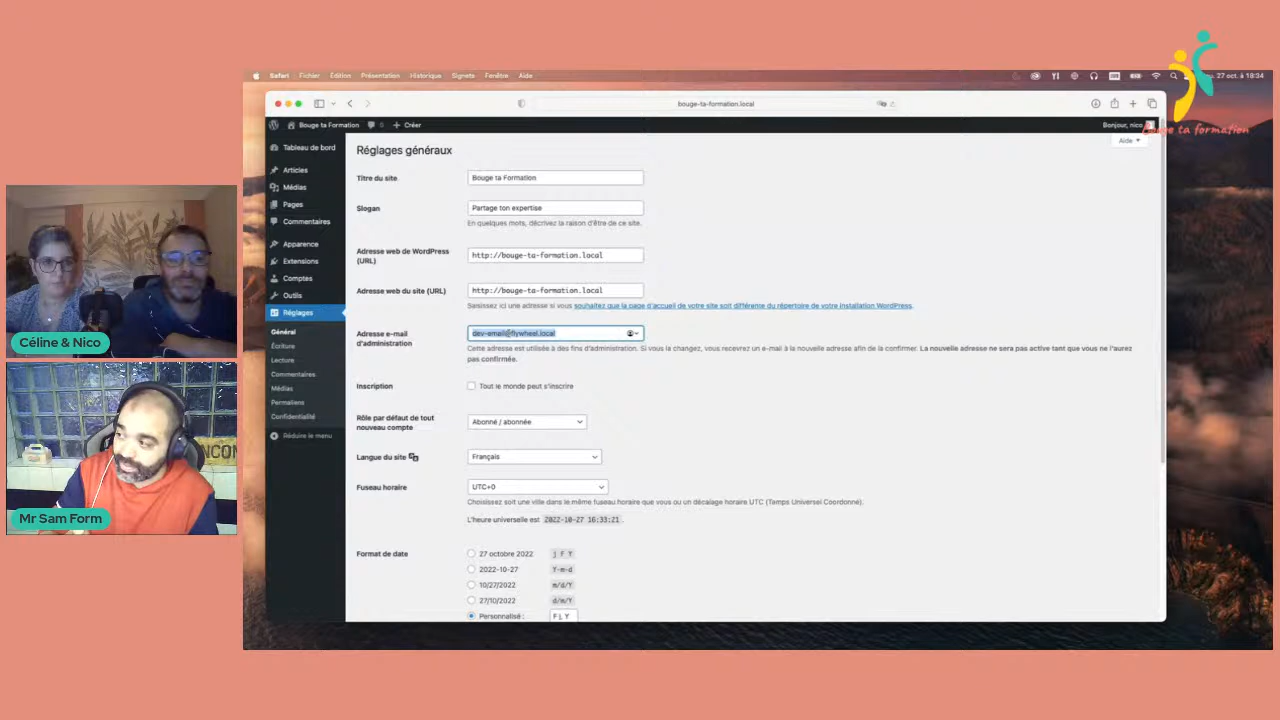 Safari Fichier Édition Présentation Historique Signets Fenêtre Aide
27 oct. à 18:34
bouge-ta-formation.local
Bouge ta formation
Bouge ta Formation 0 Créer
Bonjour, nico
Aide
Tableau de bord
Articles
Médias
Pages
Commentaires
Apparence
Extensions
Comptes
Outils
Réglages
Général
Écriture
Lecture
Commentaires
Médias
Permaliens
Confidentialité
Réduire le menu
Réglages généraux
Titre du site
Bouge ta Formation
Slogan
Partage ton expertise
En quelques mots, décrivez la raison d'être de ce site.
Adresse web de WordPress
(URL)
http://bouge-ta-formation.local
Adresse web du site (URL)
http://bouge-ta-formation.local
Saisissez ici une adresse si vous souhaitez que la page d'accueil de votre site soit différente du répertoire de votre installation WordPress.
Adresse e-mail
d'administration
dev-email@flywheel.local
Cette adresse est utilisée à des fins d'administration. Si vous la changez, vous recevrez un e-mail à la nouvelle adresse afin de la confirmer. La nouvelle adresse ne sera pas active tant que vous ne l'aurez
pas confirmée.
Inscription
Tout le monde peut s'inscrire
Rôle par défaut de tout
nouveau compte
Abonné / abonnée
Langue du site
Français
Fuseau horaire
UTC+0
Choisissez soit une ville dans le même fuseau horaire que vous ou un décalage horaire UTC (Temps Universel Coordonné).
L'heure universelle est 2022-10-27 16:33:21.
Format de date
27 octobre 2022 j F Y
2022-10-27 Y-m-d
10/27/2022 m/d/Y
27/10/2022 d/m/Y
Personnalisé : F j, Y
Céline & Nico
Mr Sam Form